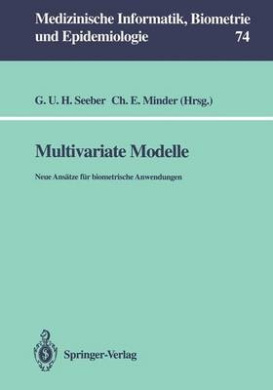 Medizinische Informatik, Biometrie
und Epidemiologie 74
G. U. H. Seeber Ch. E. Minder (Hrsg.)
Multivariate Modelle
Neue Ansätze für biometrische Anwendungen
Springer-Verlag